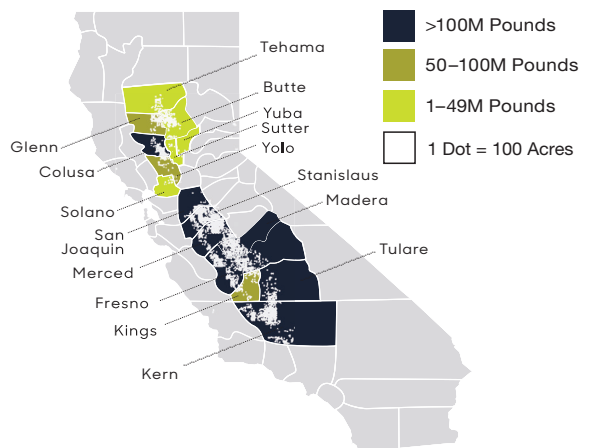 >100M Pounds
50–100M Pounds
1–49M Pounds
1 Dot = 100 Acres
Tehama
Butte
Yuba
Sutter
Yolo
Glenn
Colusa
Stanislaus
Madera
Solano
San
Joaquin
Merced
Tulare
Fresno
Kings
Kern